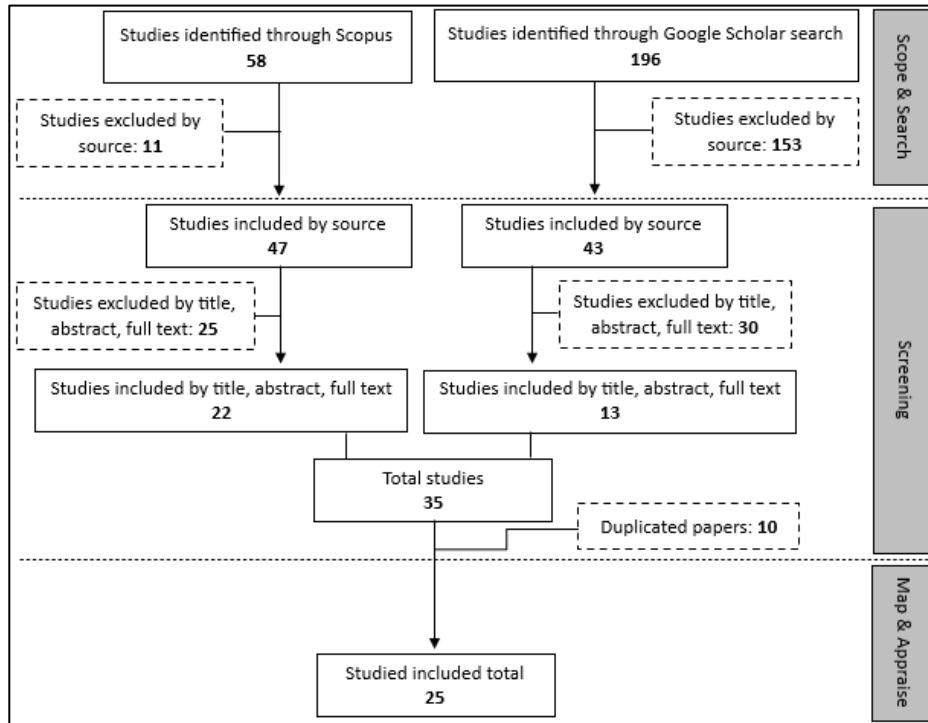 Studies identified through Scopus
58
Studies identified through Google Scholar search
196
Scope & Search
Studies excluded by
source: 11
Studies excluded by
source: 153
Studies included by source
47
Studies included by source
43
Studies excluded by title,
abstract, full text: 25
Studies excluded by title,
abstract, full text: 30
Screening
Studies included by title, abstract, full text
22
Studies included by title, abstract, full text
13
Total studies
35
Duplicated papers: 10
Map & Appraise
Studied included total
25